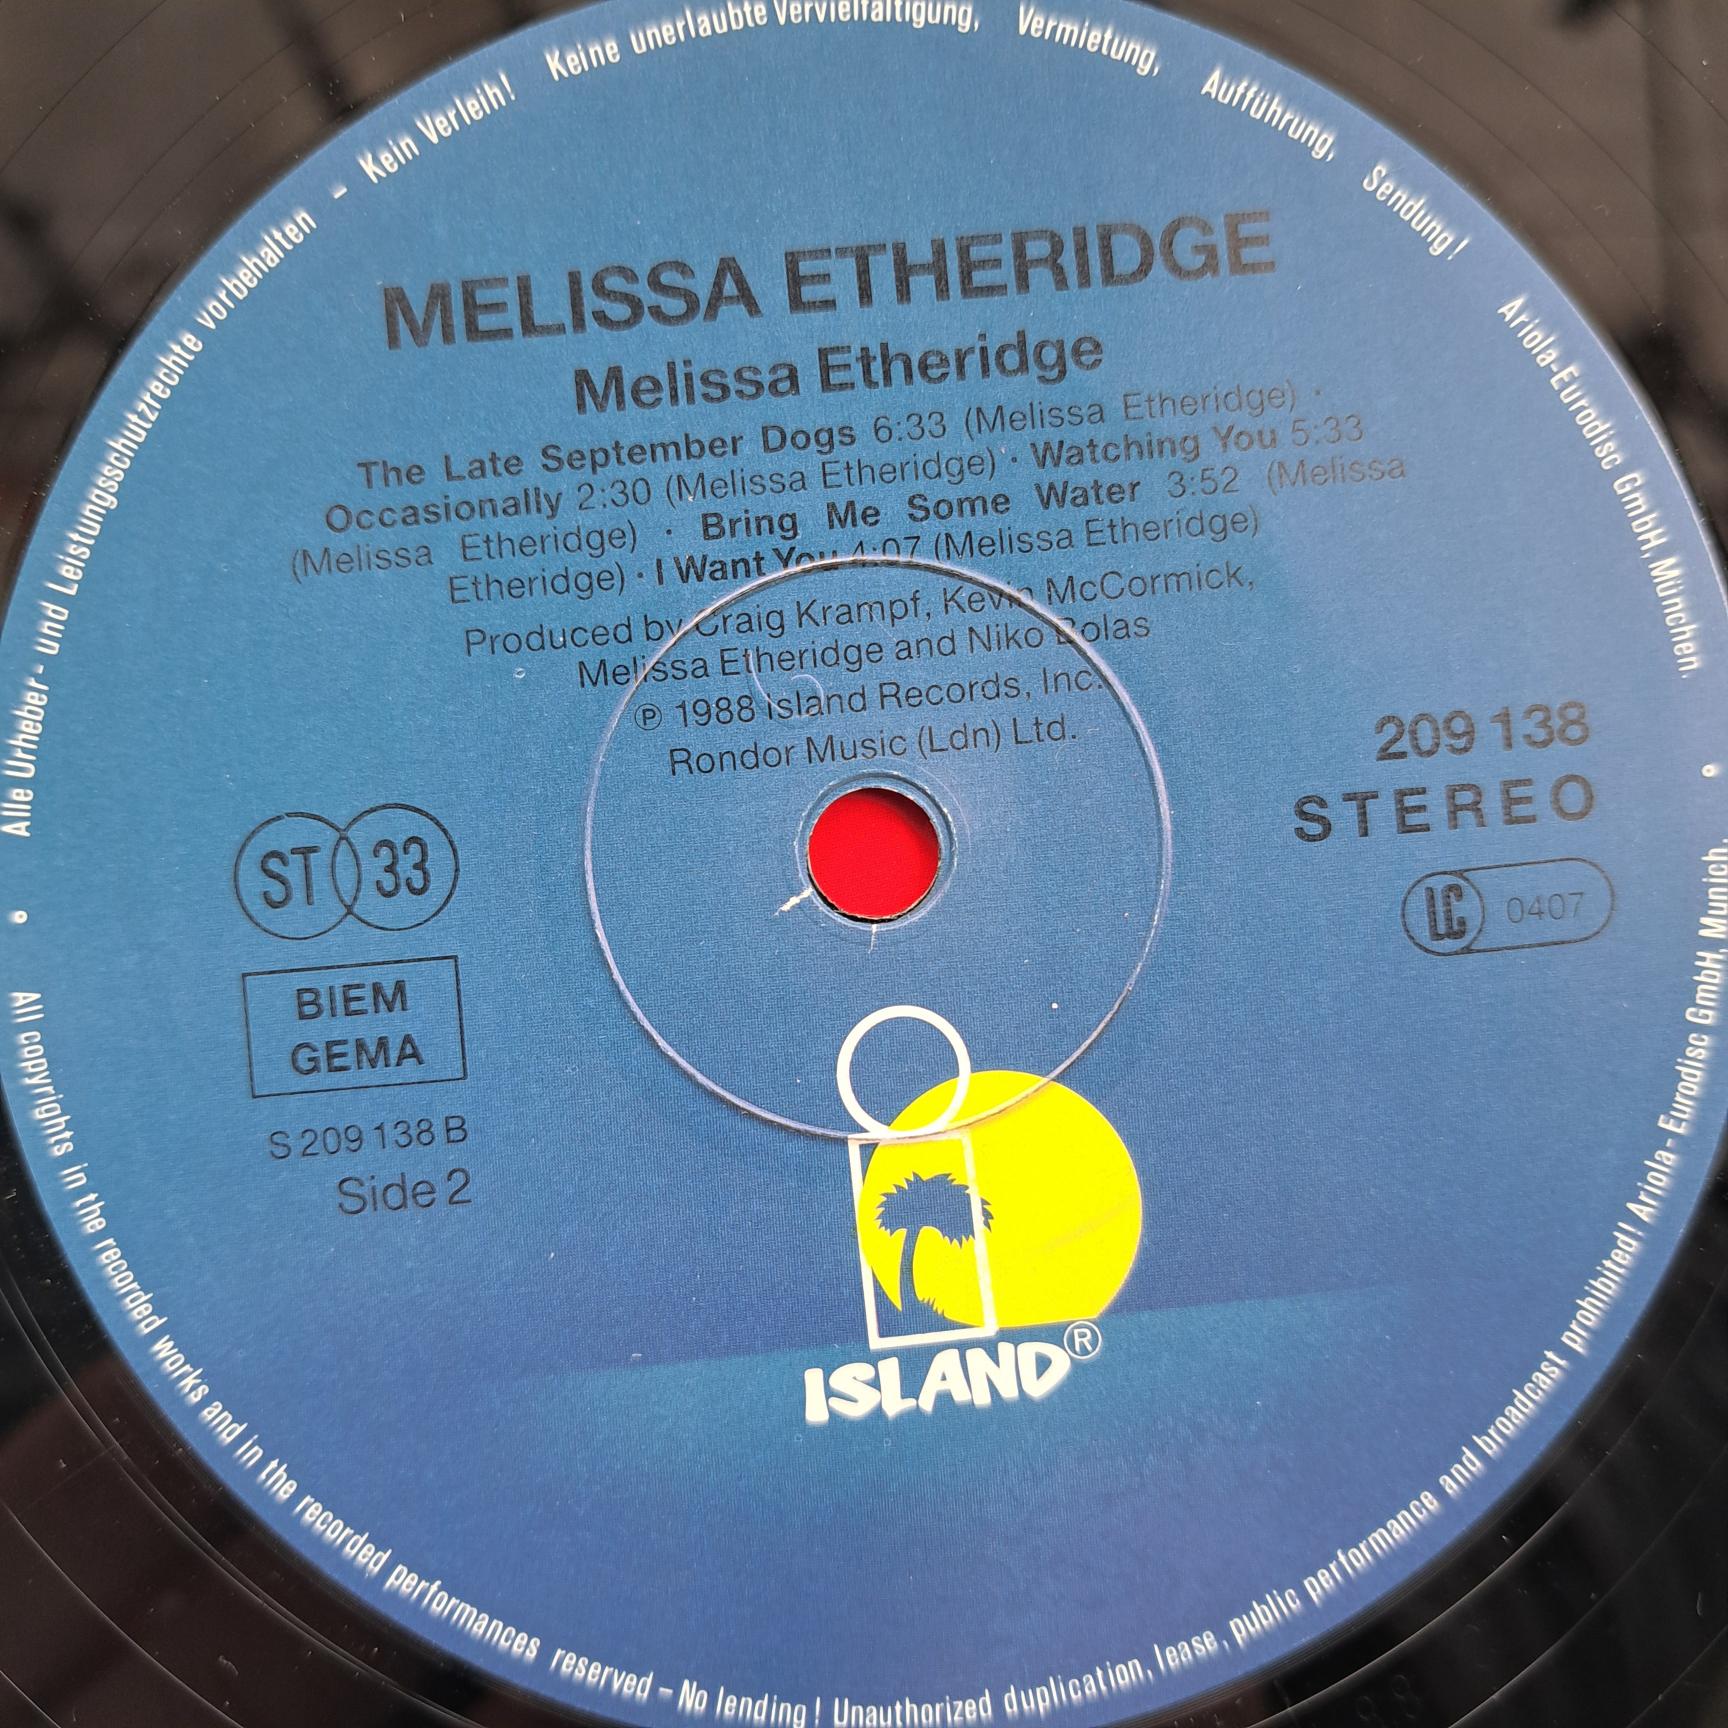 Alle Urheber- und Leistungsschutzrechte vorbehalten – Kein Verleih! Keine unerlaubte Vervielfältigung, Vermietung, Aufführung, Sendung! Ariola-Eurodisc GmbH, München.
MELISSA ETHERIDGE
Melissa Etheridge
The Late September Dogs 6:33 (Melissa Etheridge) ·
Occasionally 2:30 (Melissa Etheridge) · Watching You 5:33
(Melissa Etheridge) · Bring Me Some Water 3:52 (Melissa
Etheridge) · I Want You 4:07 (Melissa Etheridge)
Produced by Craig Krampf, Kevin McCormick,
Melissa Etheridge and Niko Bolas
℗ 1988 Island Records, Inc.
Rondor Music (Ldn) Ltd.
209 138
STEREO
LC 0407
ST 33
BIEM
GEMA
S 209 138 B
Side 2
ISLAND®
All copyrights in the recorded works and in the recorded performances reserved – No lending! Unauthorized duplication, lease, public performance and broadcast prohibited! Ariola-Eurodisc GmbH, Munich.